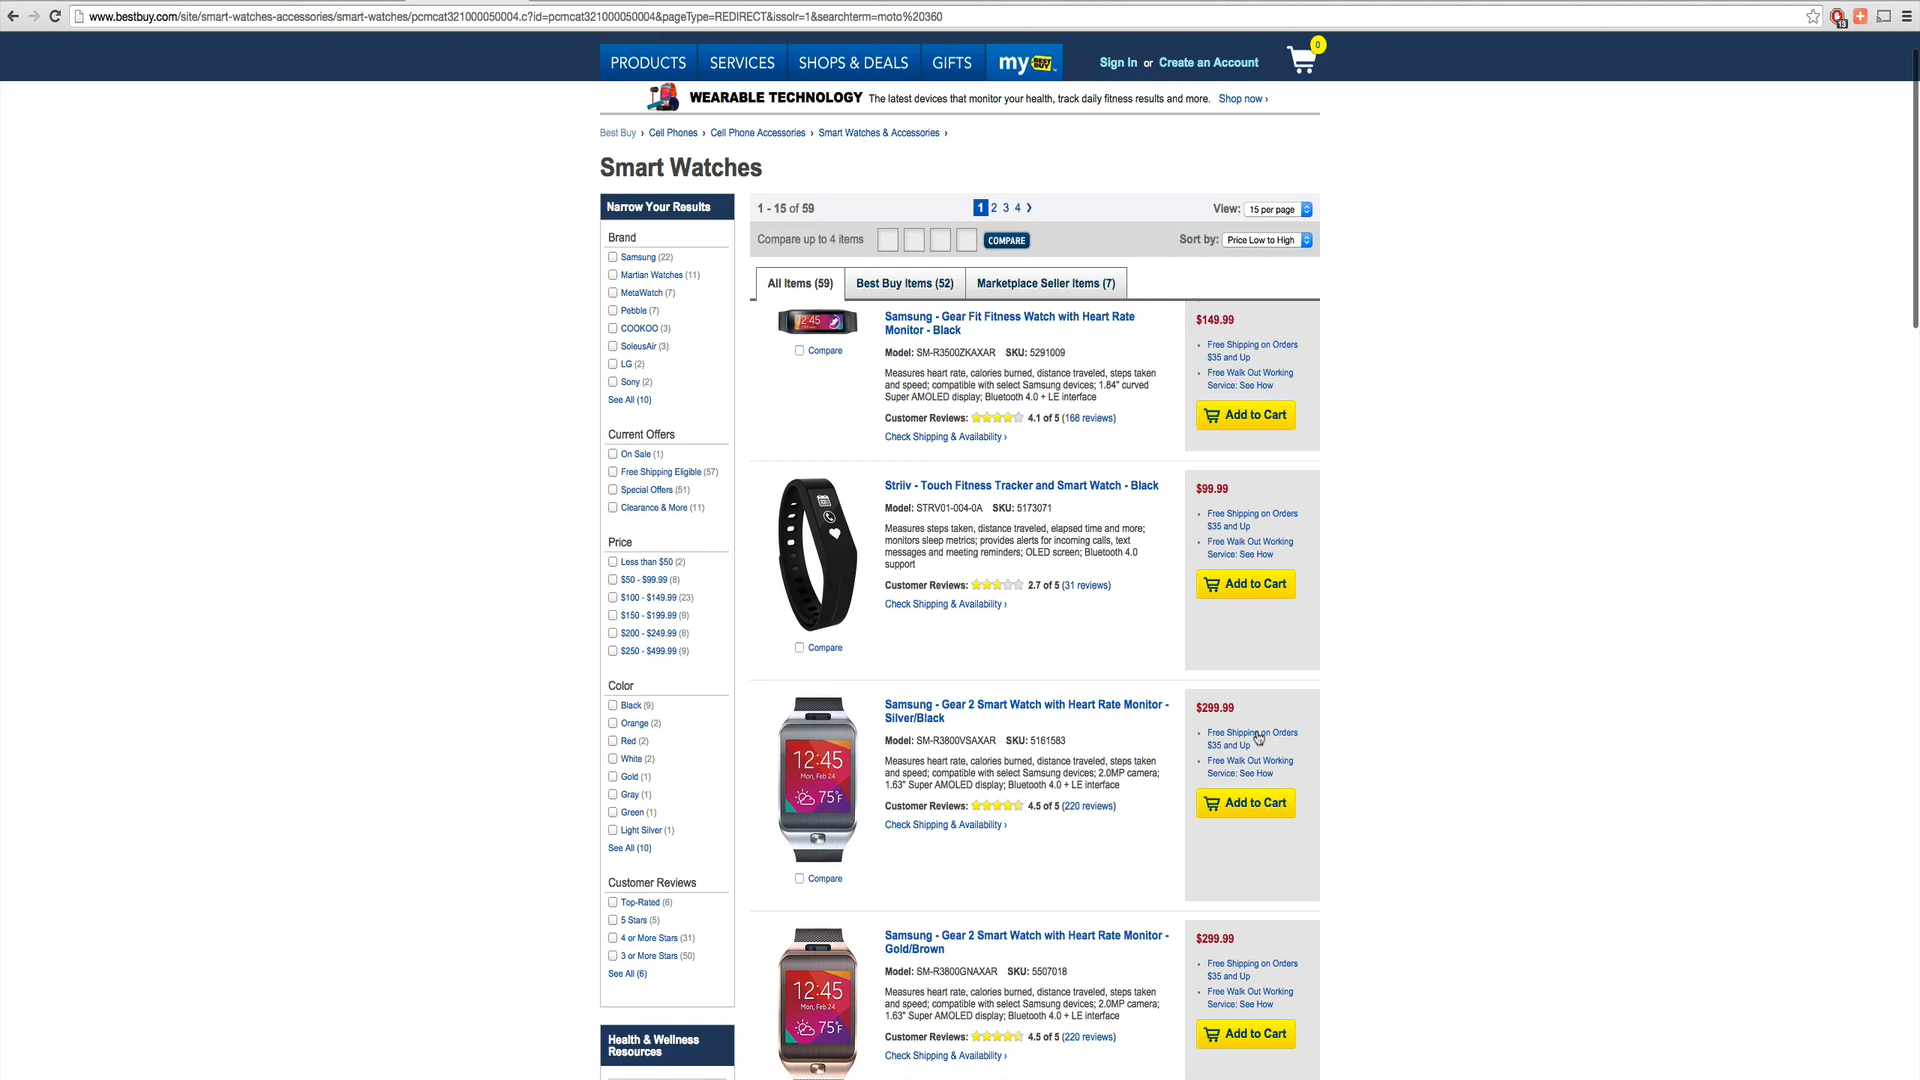 www.bestbuy.com/site/smart-watches-accessories/smart-watches/pcmcat321000050004.c?id=pcmcat321000050004&pageType=REDIRECT&issolr=1&searchterm=moto%20360
13
PRODUCTS SERVICES SHOPS & DEALS GIFTS my BEST BUY Sign In or Create an Account 0
WEARABLE TECHNOLOGY The latest devices that monitor your health, track daily fitness results and more. Shop now ›
Best Buy › Cell Phones › Cell Phone Accessories › Smart Watches & Accessories ›
Smart Watches
Narrow Your Results
Brand
Samsung (22)
Martian Watches (11)
MetaWatch (7)
Pebble (7)
COOKOO (3)
SoleusAir (3)
LG (2)
Sony (2)
See All (10)
Current Offers
On Sale (1)
Free Shipping Eligible (57)
Special Offers (51)
Clearance & More (11)
Price
Less than $50 (2)
$50 - $99.99 (8)
$100 - $149.99 (23)
$150 - $199.99 (9)
$200 - $249.99 (8)
$250 - $499.99 (9)
Color
Black (9)
Orange (2)
Red (2)
White (2)
Gold (1)
Gray (1)
Green (1)
Light Silver (1)
See All (10)
Customer Reviews
Top-Rated (6)
5 Stars (5)
4 or More Stars (31)
3 or More Stars (50)
See All (6)
Health & Wellness
Resources
1 - 15 of 59 1 2 3 4 › View: 15 per page
Compare up to 4 items COMPARE Sort by: Price Low to High
All Items (59) Best Buy Items (52) Marketplace Seller Items (7)
12:45
Compare
Samsung - Gear Fit Fitness Watch with Heart Rate
Monitor - Black
Model: SM-R3500ZKAXAR SKU: 5291009
Measures heart rate, calories burned, distance traveled, steps taken
and speed; compatible with select Samsung devices; 1.84" curved
Super AMOLED display; Bluetooth 4.0 + LE interface
Customer Reviews: 4.1 of 5 (168 reviews)
Check Shipping & Availability ›
$149.99
Free Shipping on Orders
$35 and Up
Free Walk Out Working
Service: See How
Add to Cart
Compare
Striiv - Touch Fitness Tracker and Smart Watch - Black
Model: STRV01-004-0A SKU: 5173071
Measures steps taken, distance traveled, elapsed time and more;
monitors sleep metrics; provides alerts for incoming calls, text
messages and meeting reminders; OLED screen; Bluetooth 4.0
support
Customer Reviews: 2.7 of 5 (31 reviews)
Check Shipping & Availability ›
$99.99
Free Shipping on Orders
$35 and Up
Free Walk Out Working
Service: See How
Add to Cart
12:45
Mon, Feb 24
75°F
Compare
Samsung - Gear 2 Smart Watch with Heart Rate Monitor -
Silver/Black
Model: SM-R3800VSAXAR SKU: 5161583
Measures heart rate, calories burned, distance traveled, steps taken
and speed; compatible with select Samsung devices; 2.0MP camera;
1.63" Super AMOLED display; Bluetooth 4.0 + LE interface
Customer Reviews: 4.5 of 5 (220 reviews)
Check Shipping & Availability ›
$299.99
Free Shipping on Orders
$35 and Up
Free Walk Out Working
Service: See How
Add to Cart
12:45
Mon, Feb 24
75°F
Samsung - Gear 2 Smart Watch with Heart Rate Monitor -
Gold/Brown
Model: SM-R3800GNAXAR SKU: 5507018
Measures heart rate, calories burned, distance traveled, steps taken
and speed; compatible with select Samsung devices; 2.0MP camera;
1.63" Super AMOLED display; Bluetooth 4.0 + LE interface
Customer Reviews: 4.5 of 5 (220 reviews)
Check Shipping & Availability ›
$299.99
Free Shipping on Orders
$35 and Up
Free Walk Out Working
Service: See How
Add to Cart